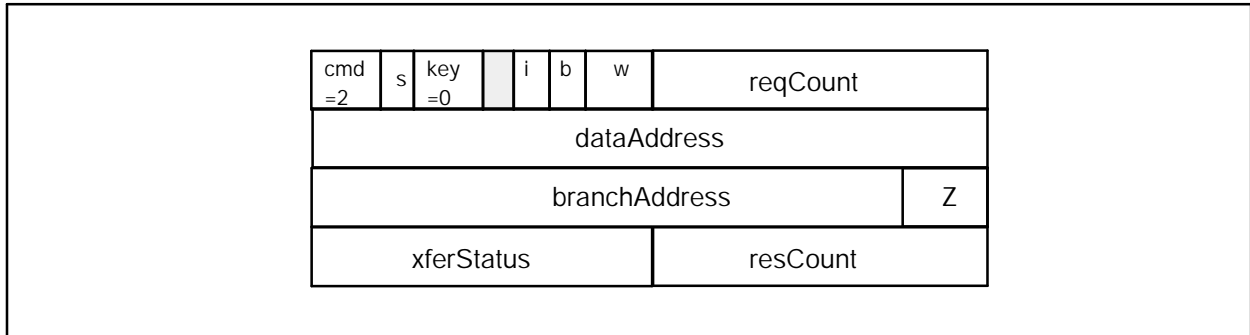 cmd =2 s key =0 i b w reqCount
dataAddress
branchAddress Z
xferStatus resCount